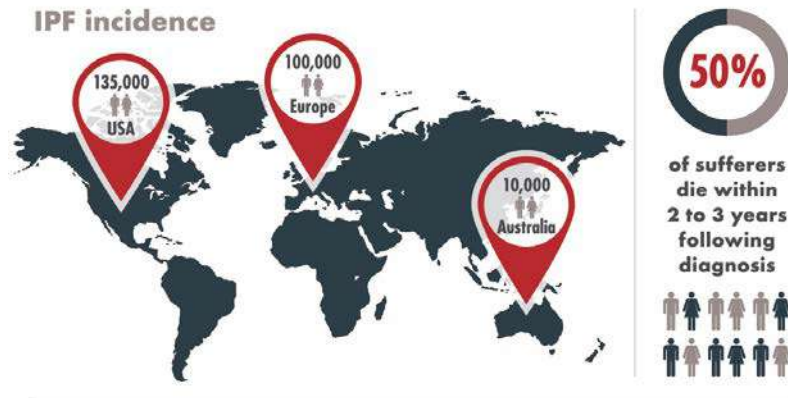 IPF incidence
135,000
USA
100,000
Europe
10,000
Australia
50%
of sufferers
die within
2 to 3 years
following
diagnosis